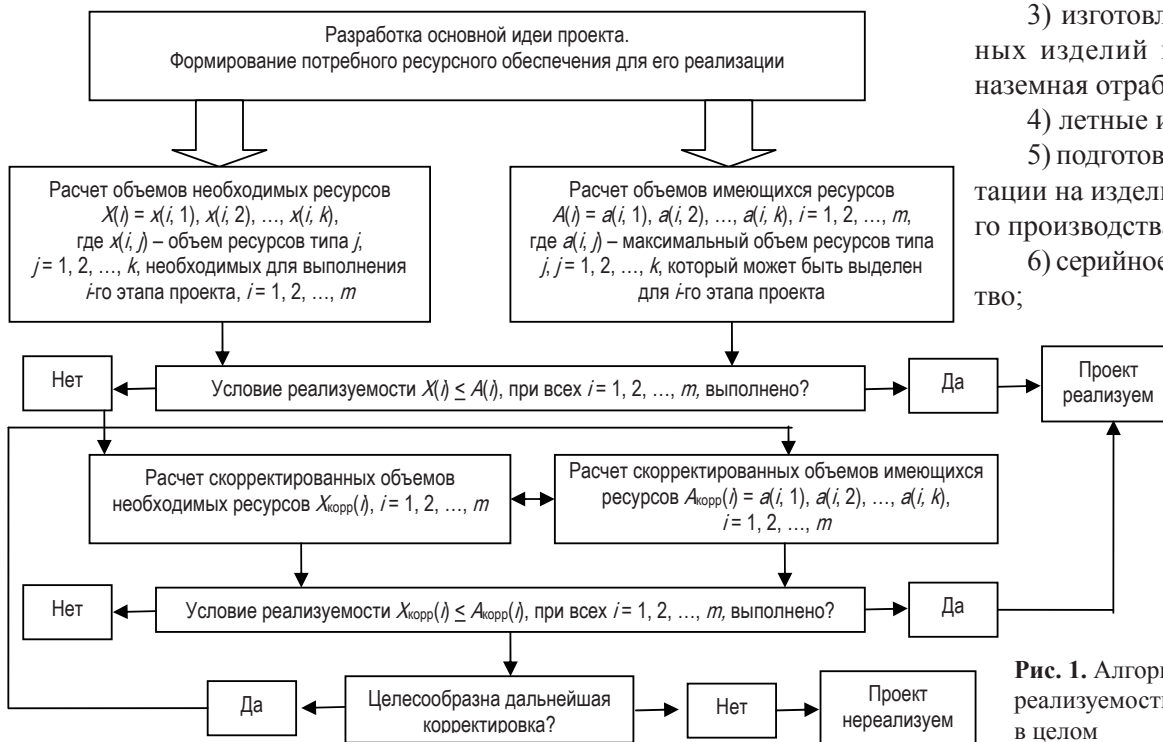 Разработка основной идеи проекта.
Формирование потребного ресурсного обеспечения для его реализации
Расчет объемов необходимых ресурсов
X(i) = x(i, 1), x(i, 2), …, x(i, k),
где x(i, j) – объем ресурсов типа j,
j = 1, 2, …, k, необходимых для выполнения
i-го этапа проекта, i = 1, 2, …, m
Расчет объемов имеющихся ресурсов
A(i) = a(i, 1), a(i, 2), …, a(i, k), i = 1, 2, …, m,
где a(i, j) – максимальный объем ресурсов типа
j, j = 1, 2, …, k, который может быть выделен
для i-го этапа проекта
Нет
Условие реализуемости X(i) ≤ A(i), при всех i = 1, 2, …, m, выполнено?
Да
Проект
реализуем
Расчет скорректированных объемов
необходимых ресурсов Xкорр(i), i = 1, 2, …, m
Расчет скорректированных объемов имеющихся
ресурсов Aкорр(i) = a(i, 1), a(i, 2), …, a(i, k),
i = 1, 2, …, m
Нет
Условие реализуемости Xкорр(i) ≤ Aкорр(i), при всех i = 1, 2, …, m, выполнено?
Да
Да
Целесообразна дальнейшая
корректировка?
Нет
Проект
нереализуем
3) изготовл
ных изделий
наземная отраб
4) летные и
5) подготов
тации на издель
го производства
6) серийное
тво;
Рис. 1. Алгори
реализуемость
в целом